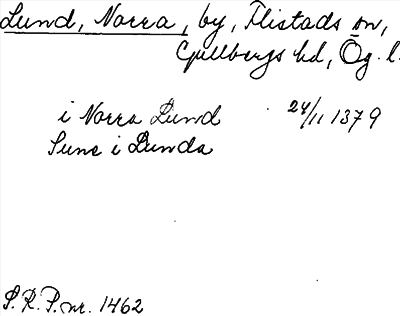 Lund, Norra, by, Flistads sn,
Gullbergs hd, Ög. l.
i Norra Lund 24/11 1379
Sune i Lunda
S.R.P. nr. 1462